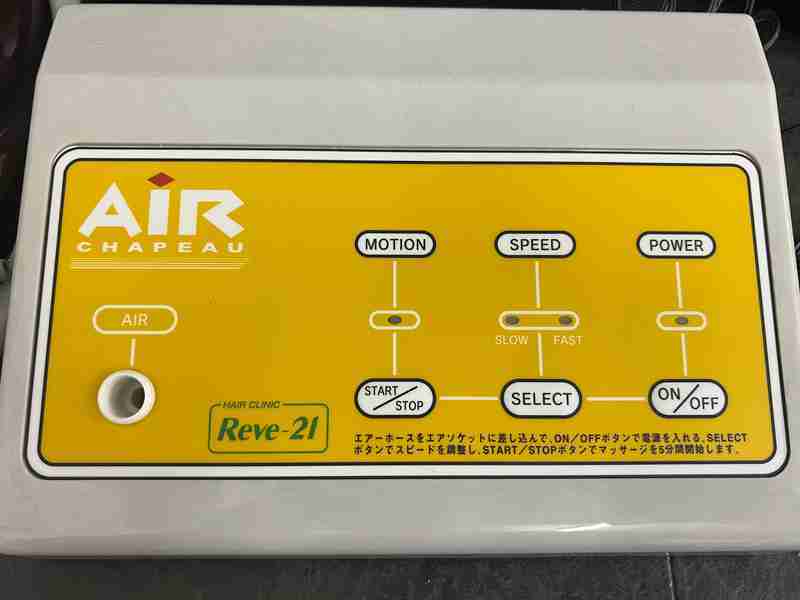 AIR
CHAPEAU
MOTION
SPEED
POWER
AIR
SLOW FAST
START/STOP
SELECT
ON/OFF
HAIR CLINIC
Reve-21
エアーホースをエアソケットに差し込んで、ON/OFFボタンで電源を入れる。SELECT
ボタンでスピードを調整し、START/STOPボタンでマッサージを5分間開始します。